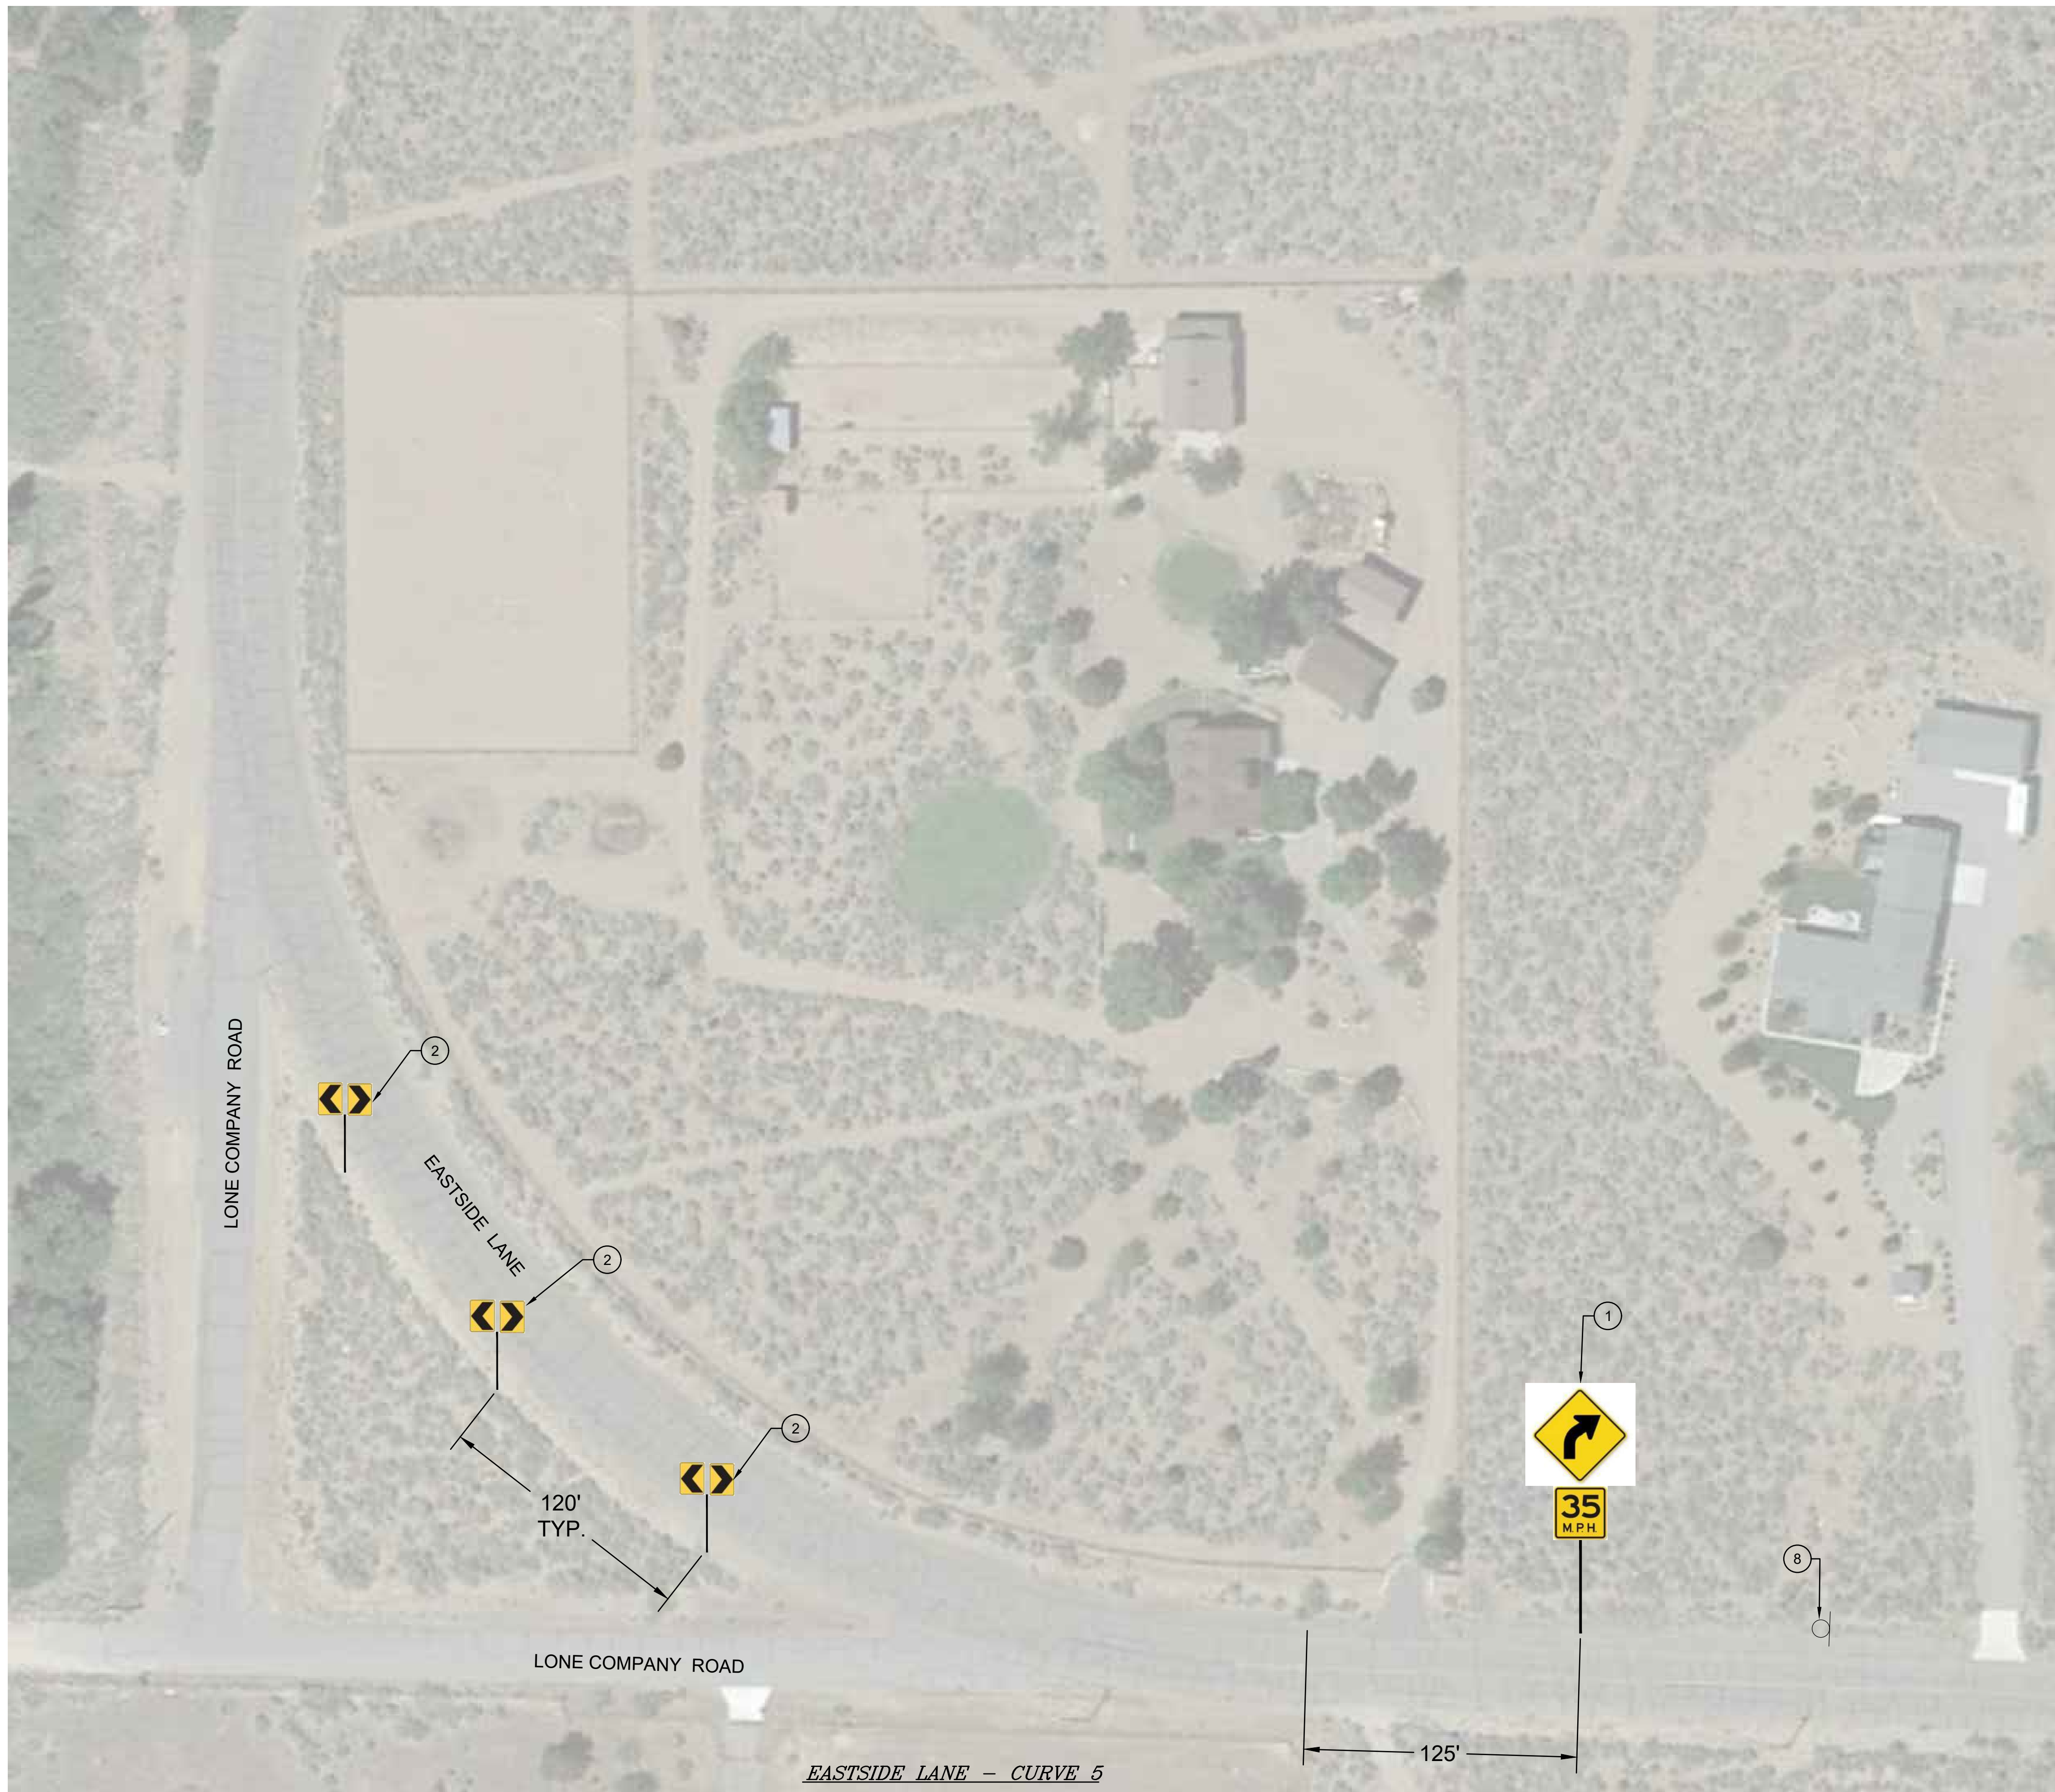 2
LONE COMPANY ROAD
EASTSIDE LANE
2
1
2
35
M.P.H.
120'
TYP.
8
LONE COMPANY ROAD
125'
EASTSIDE LANE – CURVE 5